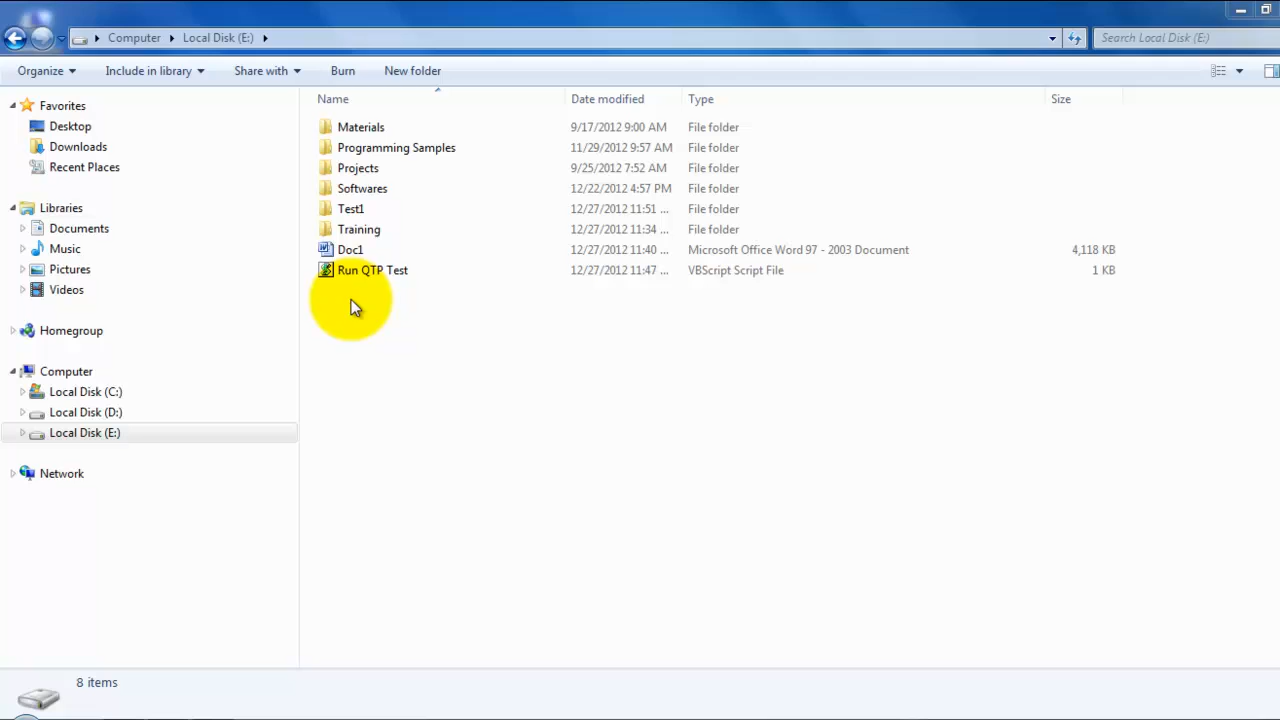 Computer Local Disk (E:) Search Local Disk (E:)
Organize Include in library Share with Burn New folder
Name Date modified Type Size
Favorites
Desktop
Downloads
Recent Places
Libraries
Documents
Music
Pictures
Videos
Homegroup
Computer
Local Disk (C:)
Local Disk (D:)
Local Disk (E:)
Network
Materials 9/17/2012 9:00 AM File folder
Programming Samples 11/29/2012 9:57 AM File folder
Projects 9/25/2012 7:52 AM File folder
Softwares 12/22/2012 4:57 PM File folder
Test1 12/27/2012 11:51 ... File folder
Training 12/27/2012 11:34 ... File folder
Doc1 12/27/2012 11:40 ... Microsoft Office Word 97 - 2003 Document 4,118 KB
Run QTP Test 12/27/2012 11:47 ... VBScript Script File 1 KB
8 items